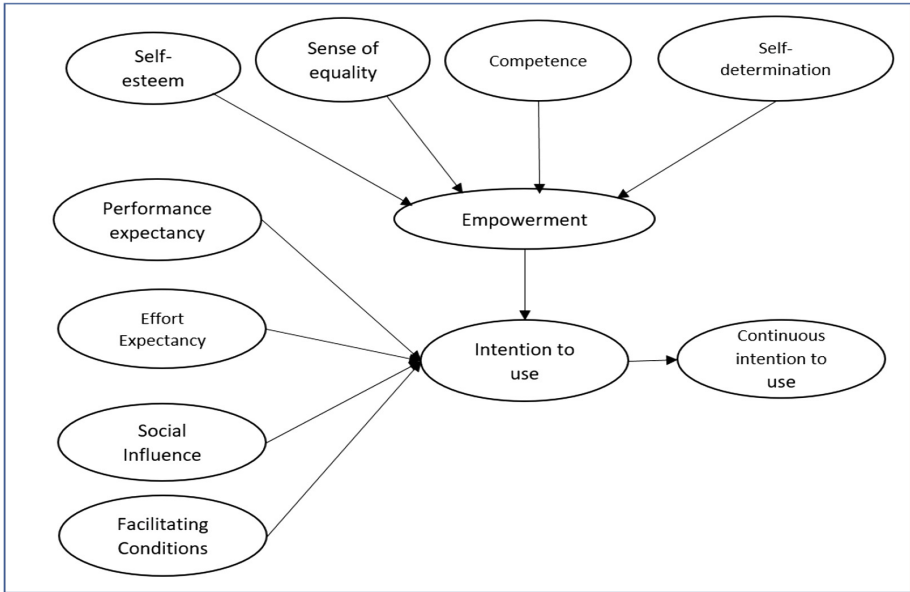 Self-
esteem
Sense of
equality
Competence
Self-
determination
Performance
expectancy
Empowerment
Effort
Expectancy
Intention to
use
Continuous
intention to
use
Social
Influence
Facilitating
Conditions